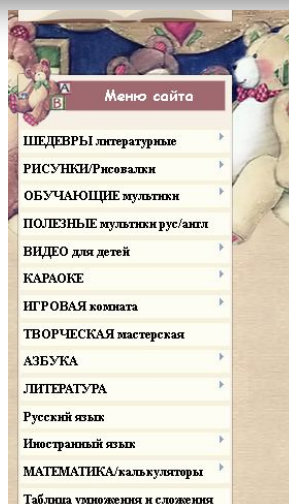 A
B
Меню сайта
ШЕДЕВРЫ литературные
РИСУНКИ/Рисовалки
ОБУЧАЮЩИЕ мультики
ПОЛЕЗНЫЕ мультики рус/англ
ВИДЕО для детей
КАРАОКЕ
ИГРОВАЯ комната
ТВОРЧЕСКАЯ мастерская
АЗБУКА
ЛИТЕРАТУРА
Русский язык
Иностранный язык
МАТЕМАТИКА/калькуляторы
Таблица умножения и сложения